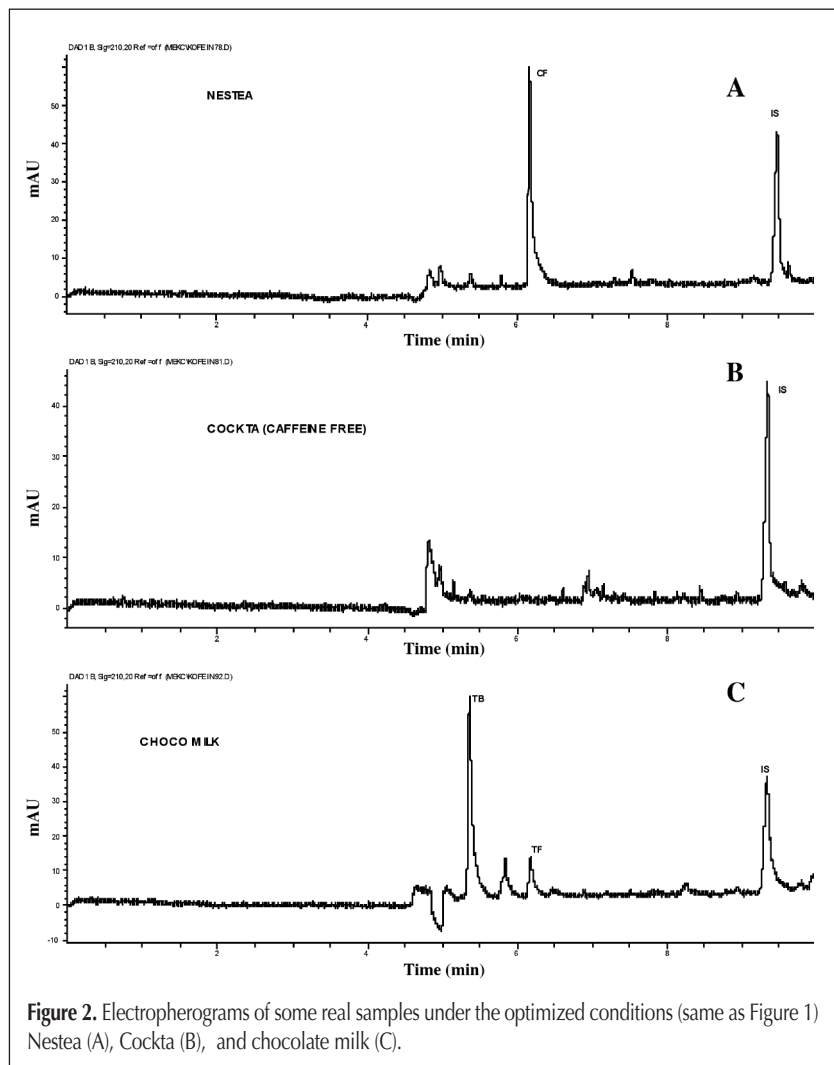 DAD1 B, Sig=210,20 Ref=off (MEKC\KOFEIN78.D)
NESTEA
A
CF
IS
mAU
50
40
30
20
10
0
2
4
6
8
Time (min)
DAD1 B, Sig=210,20 Ref=off (MEKC\KOFEIN81.D)
COCKTA (CAFFEINE FREE)
B
IS
mAU
40
30
20
10
0
2
4
6
8
Time (min)
DAD1 B, Sig=210,20 Ref=off (MEKC\KOFEIN92.D)
CHOCO MILK
C
TB
TF
IS
mAU
50
40
30
20
10
0
-10
2
4
6
8
Time (min)
Figure 2. Electropherograms of some real samples under the optimized conditions (same as Figure 1)
Nestea (A), Cockta (B), and chocolate milk (C).